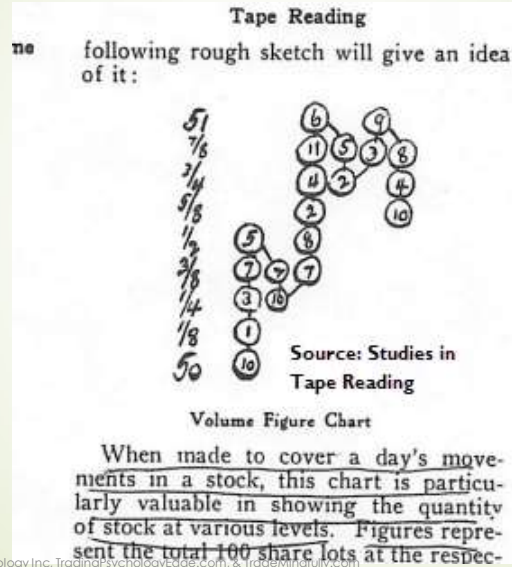 Tape Reading
following rough sketch will give an idea
of it:
51 6 9
7/8 11 5 3 8
3/4 4 2 4
5/8 2 10
1/2 5 8
3/8 7 7 7
1/4 3 10
1/8 1
50 10
Source: Studies in
Tape Reading
Volume Figure Chart
When made to cover a day's move-
ments in a stock, this chart is particu-
larly valuable in showing the quantity
of stock at various levels. Figures repre-
sent the total 100 share lots at the respec-
ology Inc. TradingPsychologyEdge.com. & TradeMindfully.com